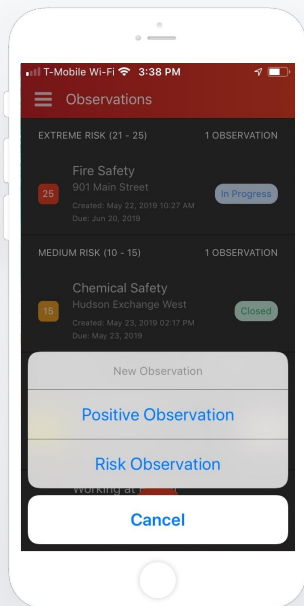 T-Mobile Wi-Fi 3:38 PM
Observations
EXTREME RISK (21 - 25) 1 OBSERVATION
Fire Safety
901 Main Street
25
In Progress
Created: May 22, 2019 10:27 AM
Due: Jun 20, 2019
MEDIUM RISK (10 - 15) 1 OBSERVATION
Chemical Safety
Hudson Exchange West
15
Closed
Created: May 23, 2019 02:17 PM
Due: May 23, 2019
New Observation
Positive Observation
Risk Observation
Working at
Cancel